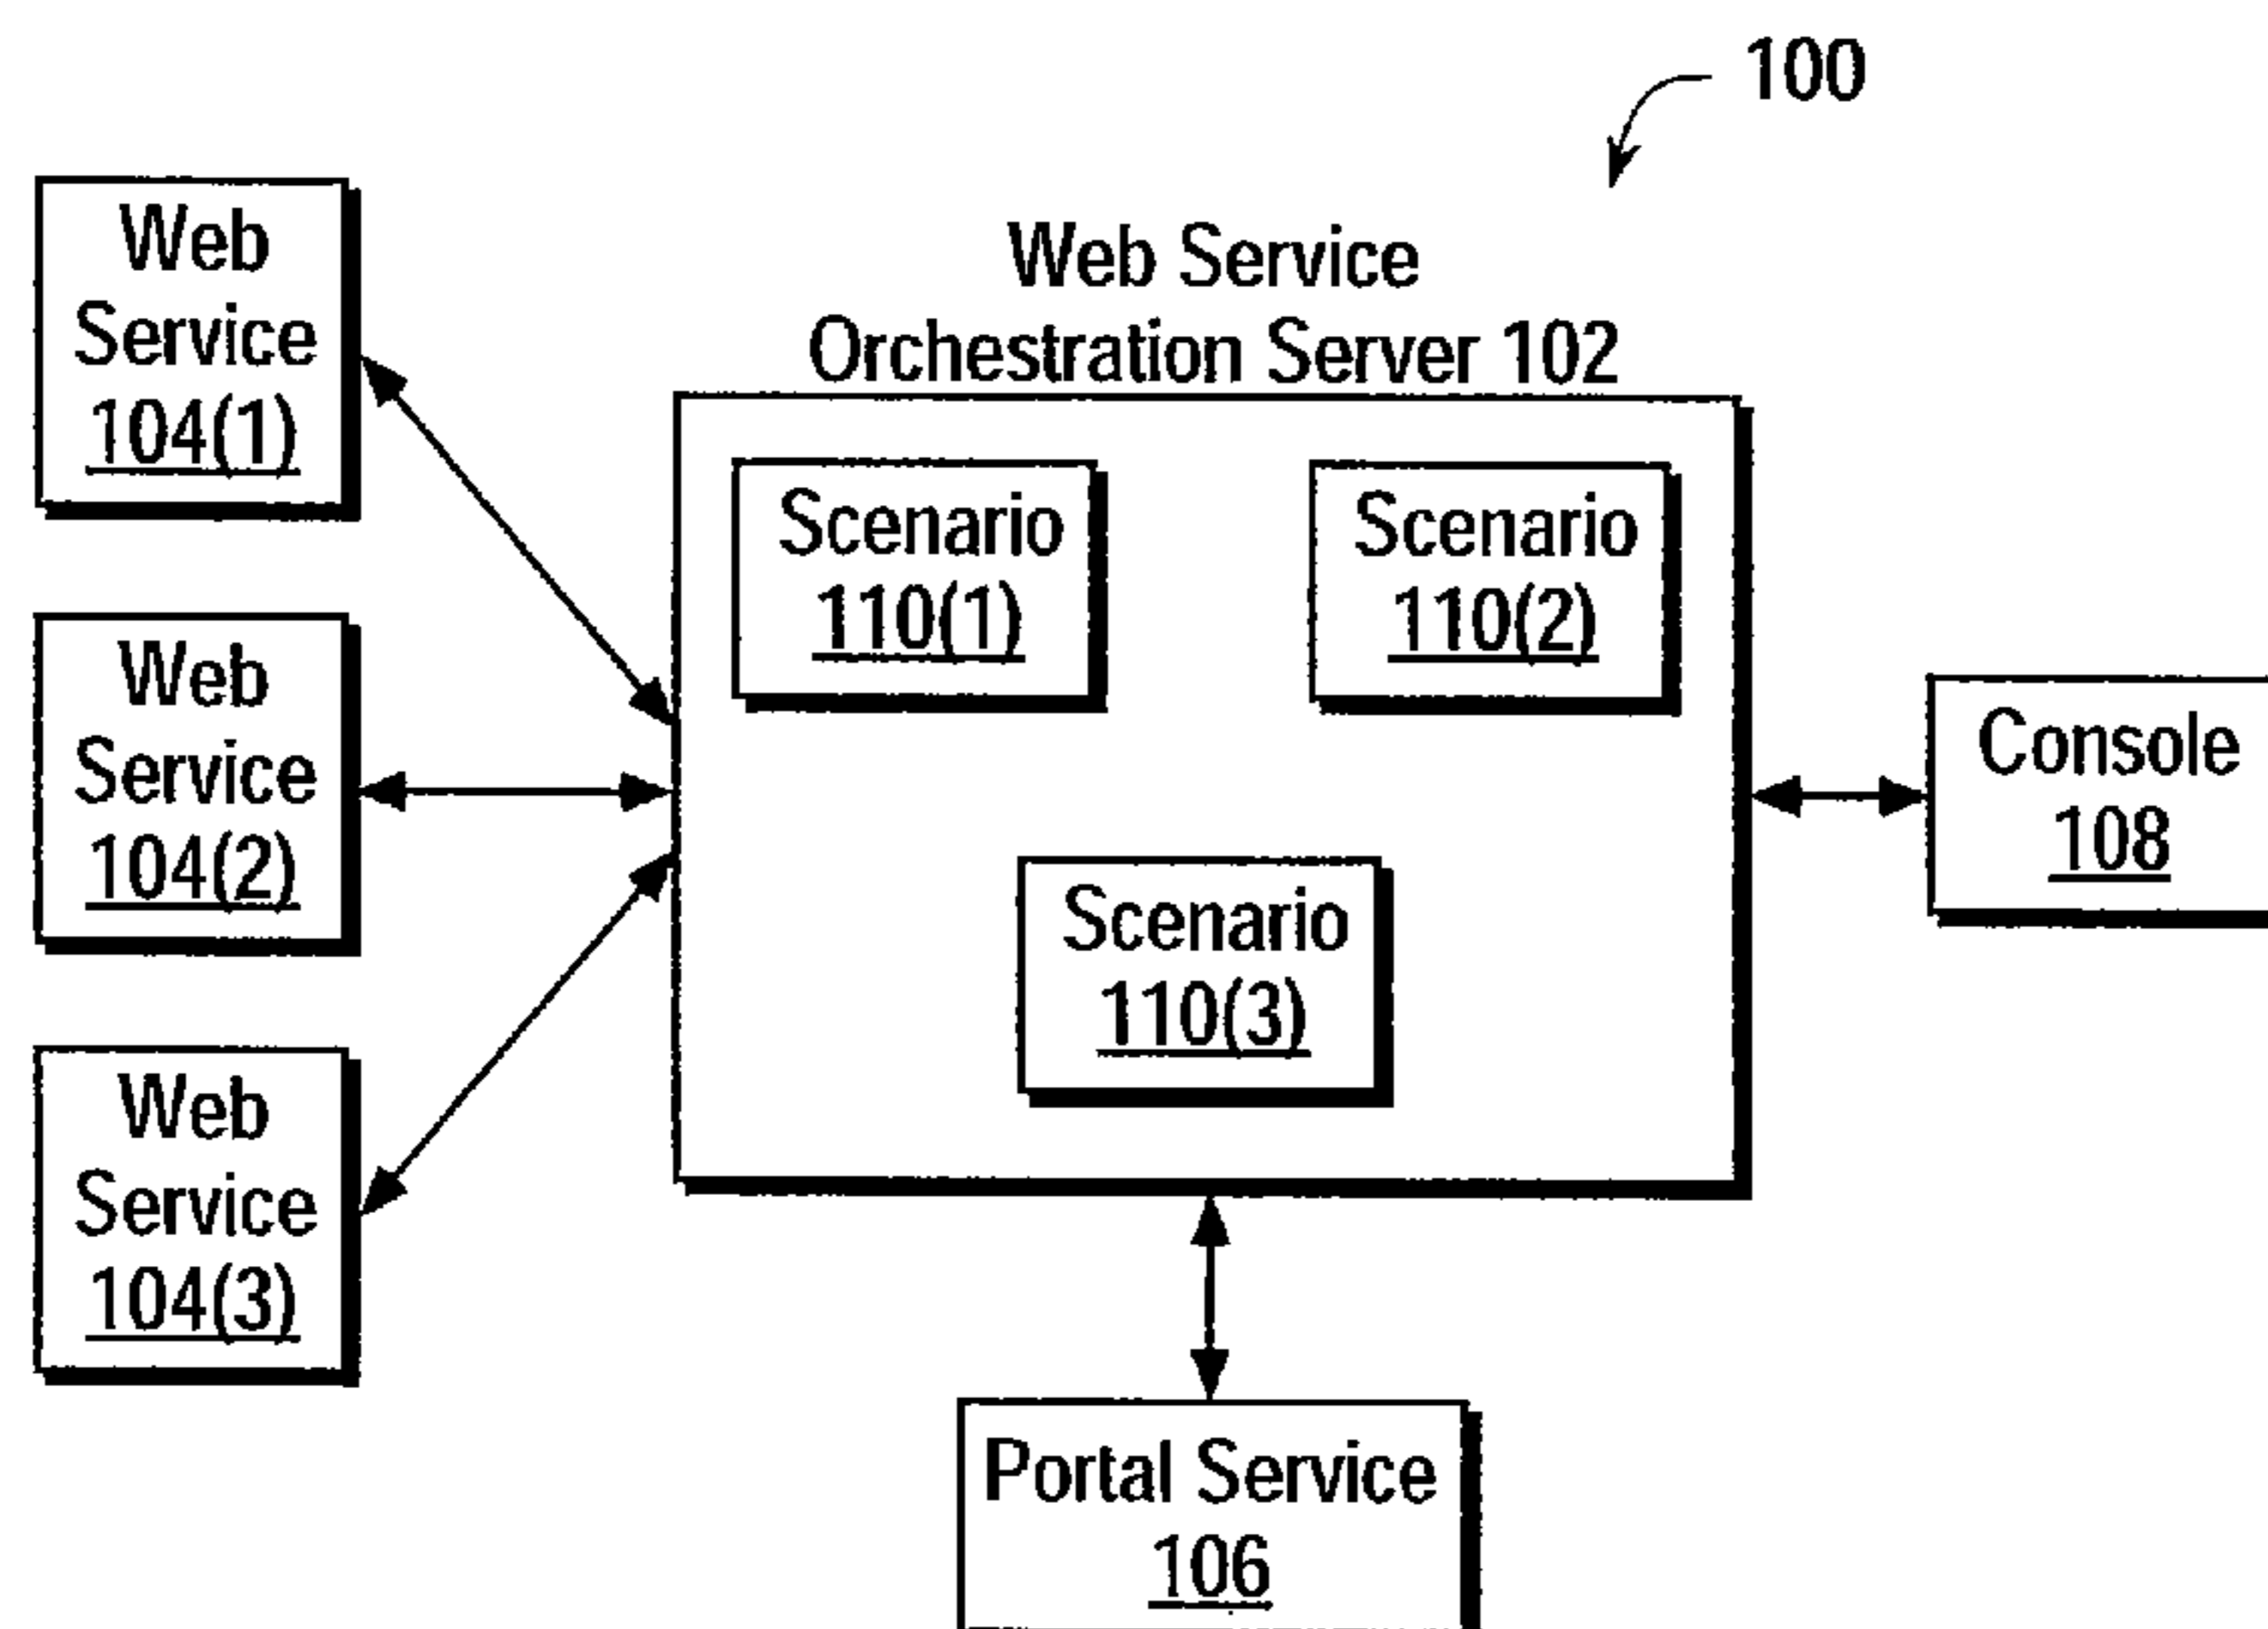 100
Web
Service
104(1)
Web Service
Orchestration Server 102
Scenario
110(1)
Scenario
110(2)
Web
Service
104(2)
Console
108
Scenario
110(3)
Web
Service
104(3)
Portal Service
106